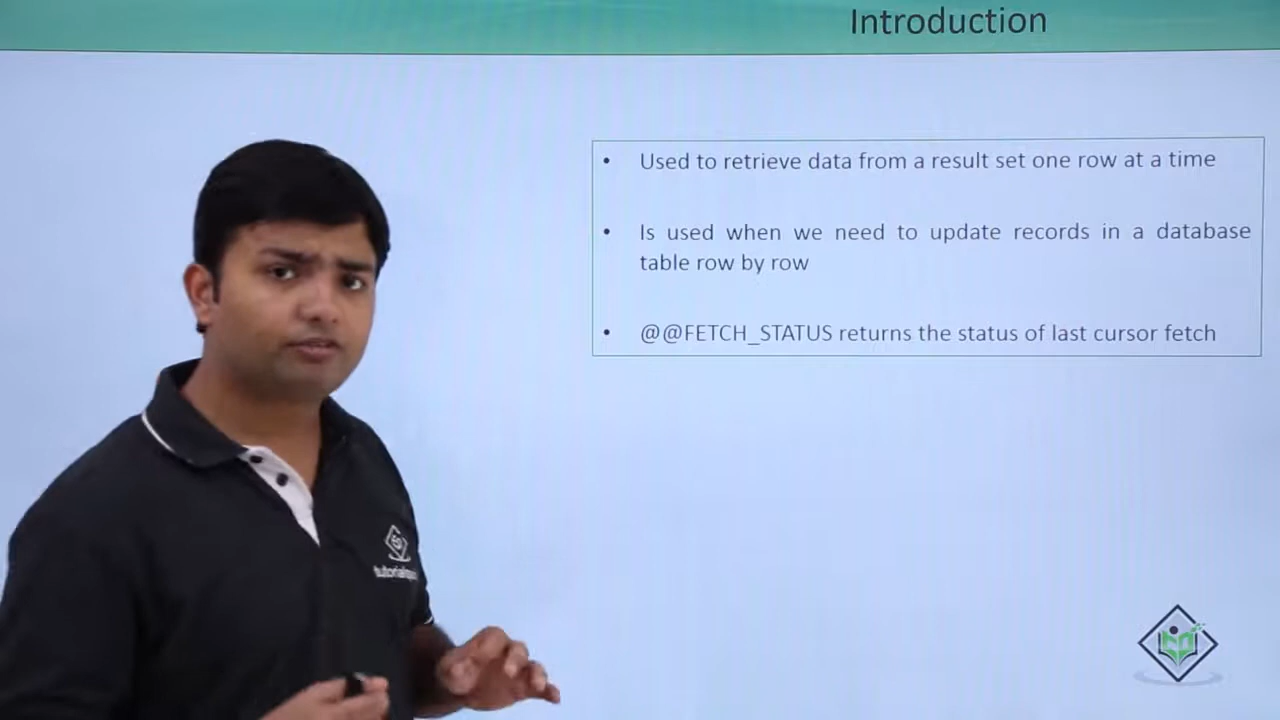 Introduction
• Used to retrieve data from a result set one row at a time
• Is used when we need to update records in a database
table row by row
• @@FETCH_STATUS returns the status of last cursor fetch